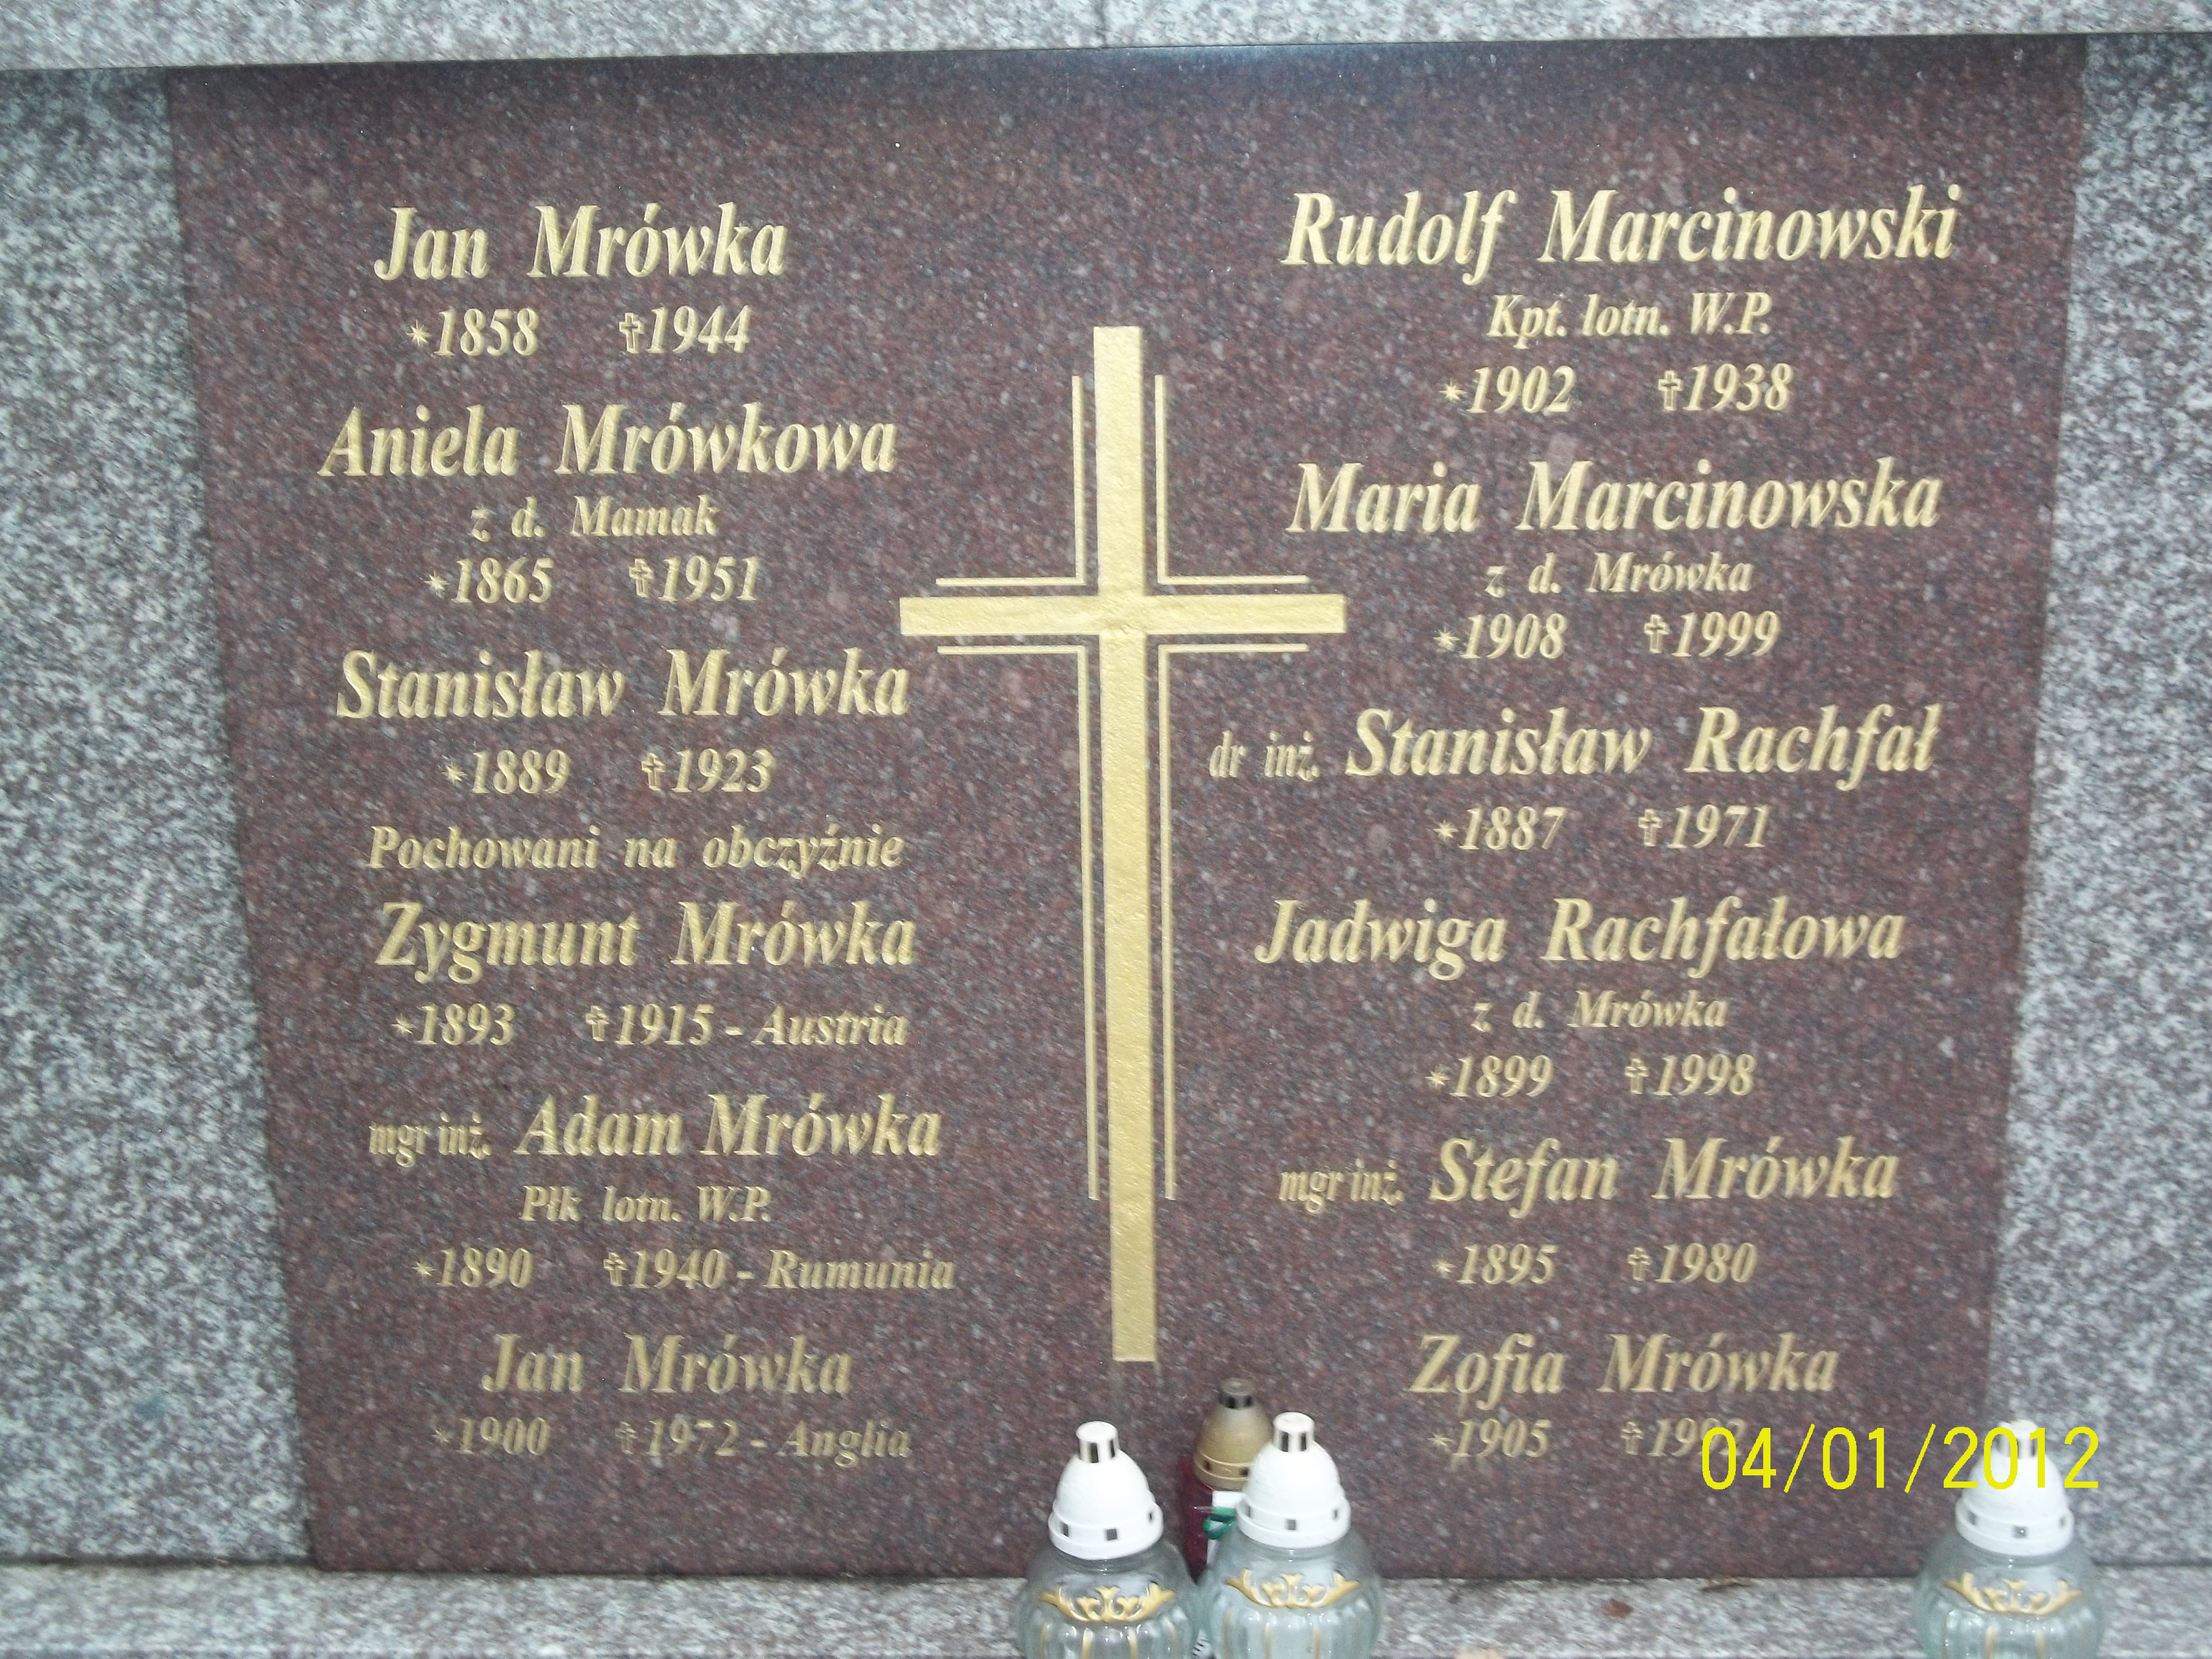 Jan Mrówka
*1858 ✝1944
Aniela Mrówkowa
z d. Mamak
*1865 ✝1951
Stanisław Mrówka
*1889 ✝1923
Pochowani na obczyźnie
Zygmunt Mrówka
*1893 ✝1915 - Austria
mgr inż. Adam Mrówka
Płk lotn. W.P.
*1890 ✝1940 - Rumunia
Jan Mrówka
*1900 ✝1972 - Anglia
Rudolf Marcinowski
Kpt. lotn. W.P.
*1902 ✝1938
Maria Marcinowska
z d. Mrówka
*1908 ✝1999
dr inż. Stanisław Rachfał
*1887 ✝1971
Jadwiga Rachfałowa
z d. Mrówka
*1899 ✝1998
mgr inż. Stefan Mrówka
*1895 ✝1980
Zofia Mrówka
*1905
04/01/2012